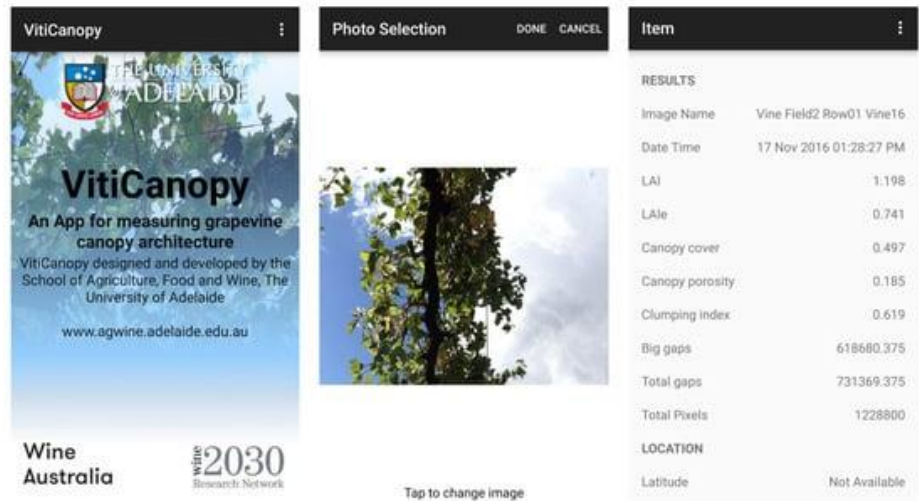 VitiCanopy
THE UNIVERSITY
of ADELAIDE
VitiCanopy
An App for measuring grapevine
canopy architecture
VitiCanopy designed and developed by the
School of Agriculture, Food and Wine, The
University of Adelaide
www.agwine.adelaide.edu.au
Wine
Australia
wine
2030
Research Network
Photo Selection
DONE CANCEL
Tap to change image
Item
RESULTS
Image Name Vine Field2 Row01 Vine16
Date Time 17 Nov 2016 01:28:27 PM
LAI 1.198
LAIe 0.741
Canopy cover 0.497
Canopy porosity 0.185
Clumping index 0.619
Big gaps 618680.375
Total gaps 731369.375
Total Pixels 1228800
LOCATION
Latitude Not Available